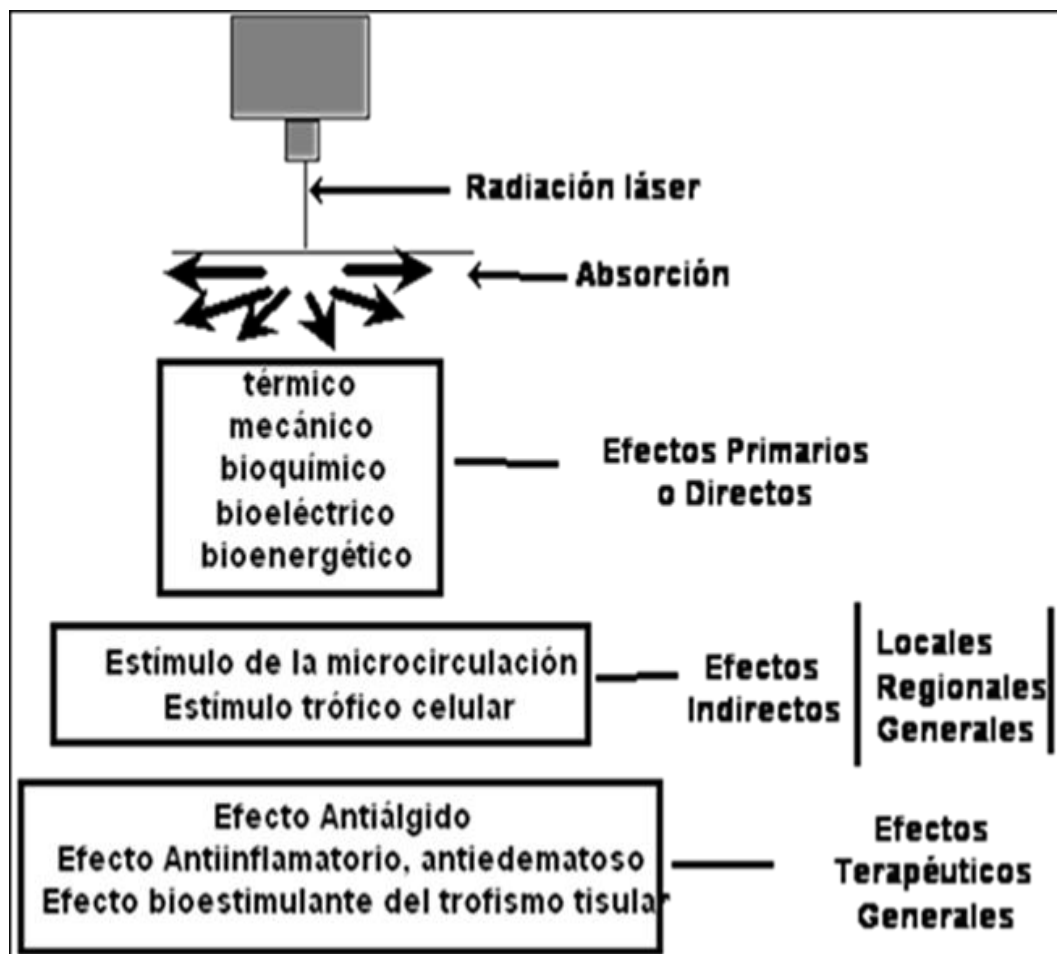 Radiación láser
Absorción
térmico
mecánico
bioquímico
bioeléctrico
bioenergético
Efectos Primarios
o Directos
Estímulo de la microcirculación
Estímulo trófico celular
Efectos
Indirectos
Locales
Regionales
Generales
Efecto Antiálgido
Efecto Antiinflamatorio, antiedematoso
Efecto bioestimulante del trofismo tisular
Efectos
Terapéuticos
Generales